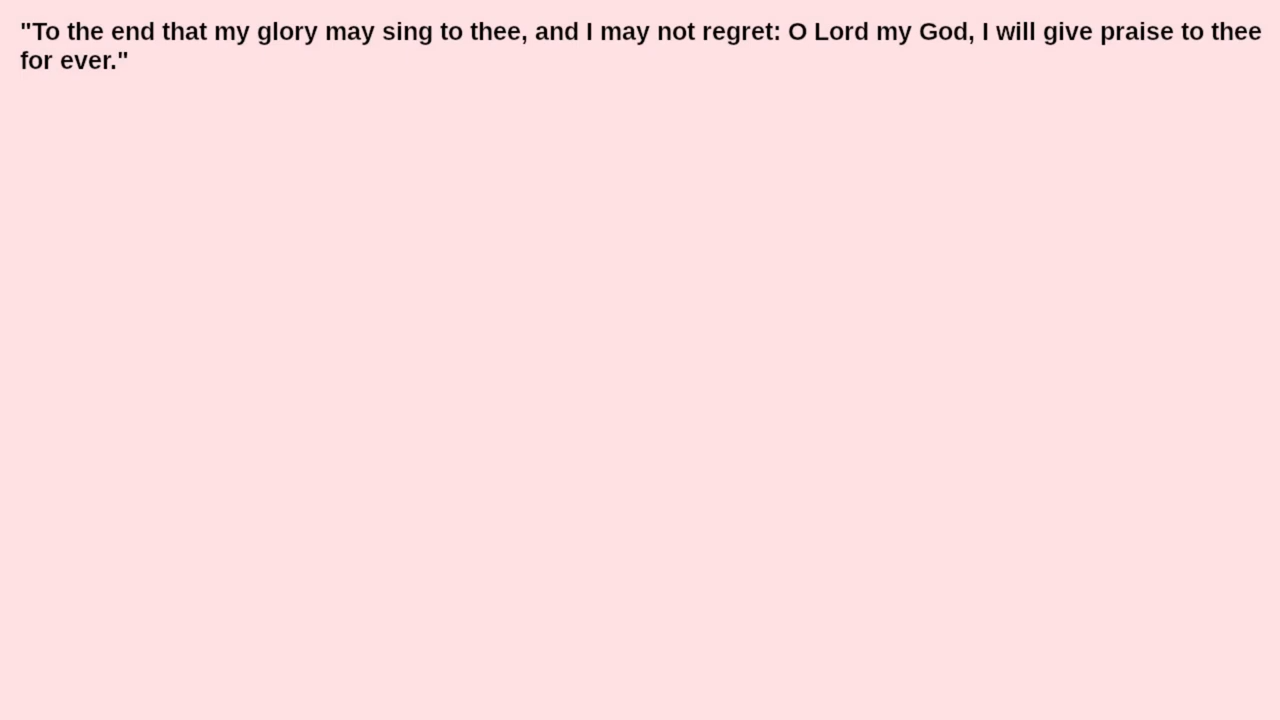 "To the end that my glory may sing to thee, and I may not regret: O Lord my God, I will give praise to thee
for ever."